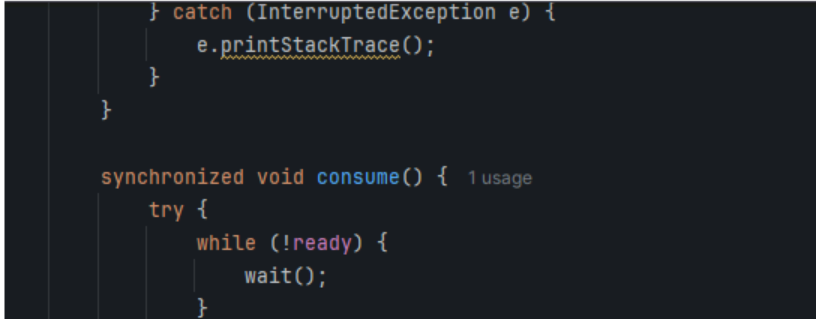 } catch (InterruptedException e) {
e.printStackTrace();
}
}
synchronized void consume() { 1 usage
try {
while (!ready) {
wait();
}